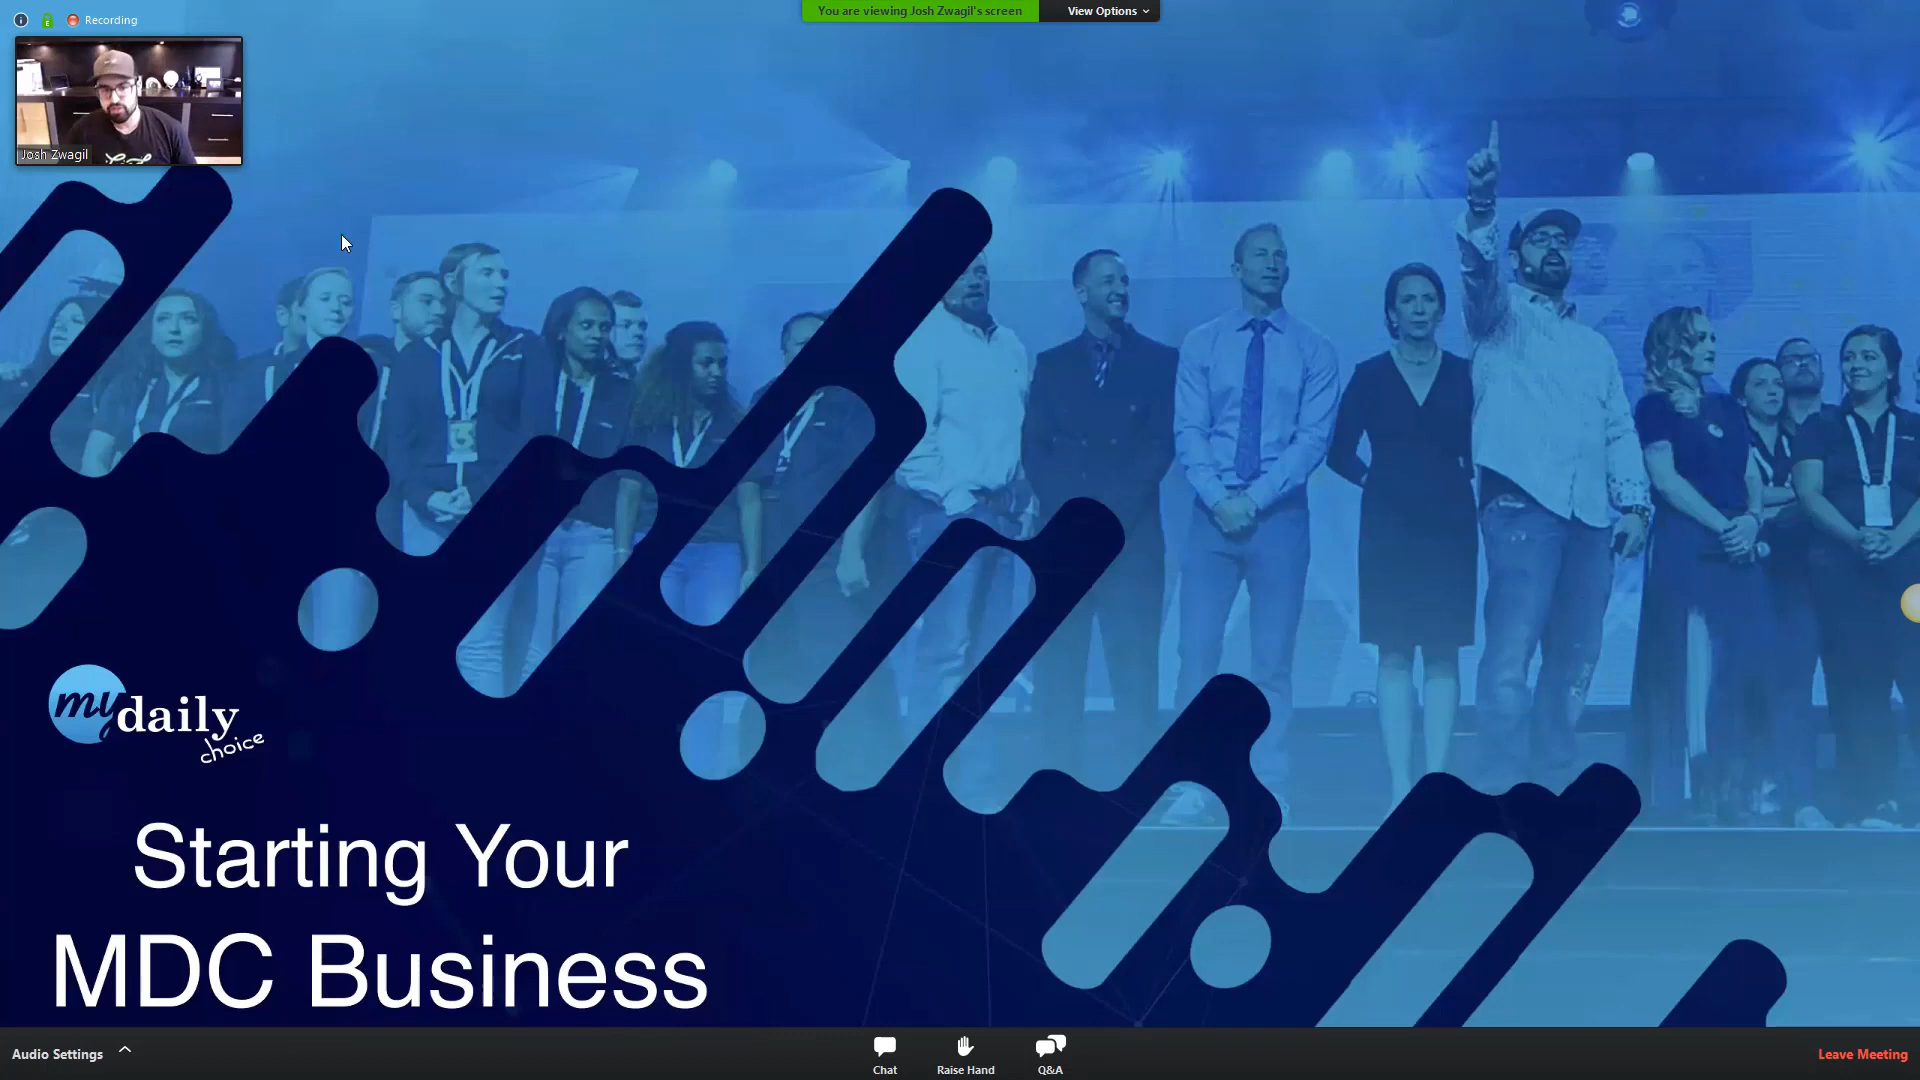 Recording
You are viewing Josh Zwagil's screen
View Options
Josh Zwagil
my
daily
choice
Starting Your
MDC Business
Audio Settings
Chat
Raise Hand
Q&A
Leave Meeting